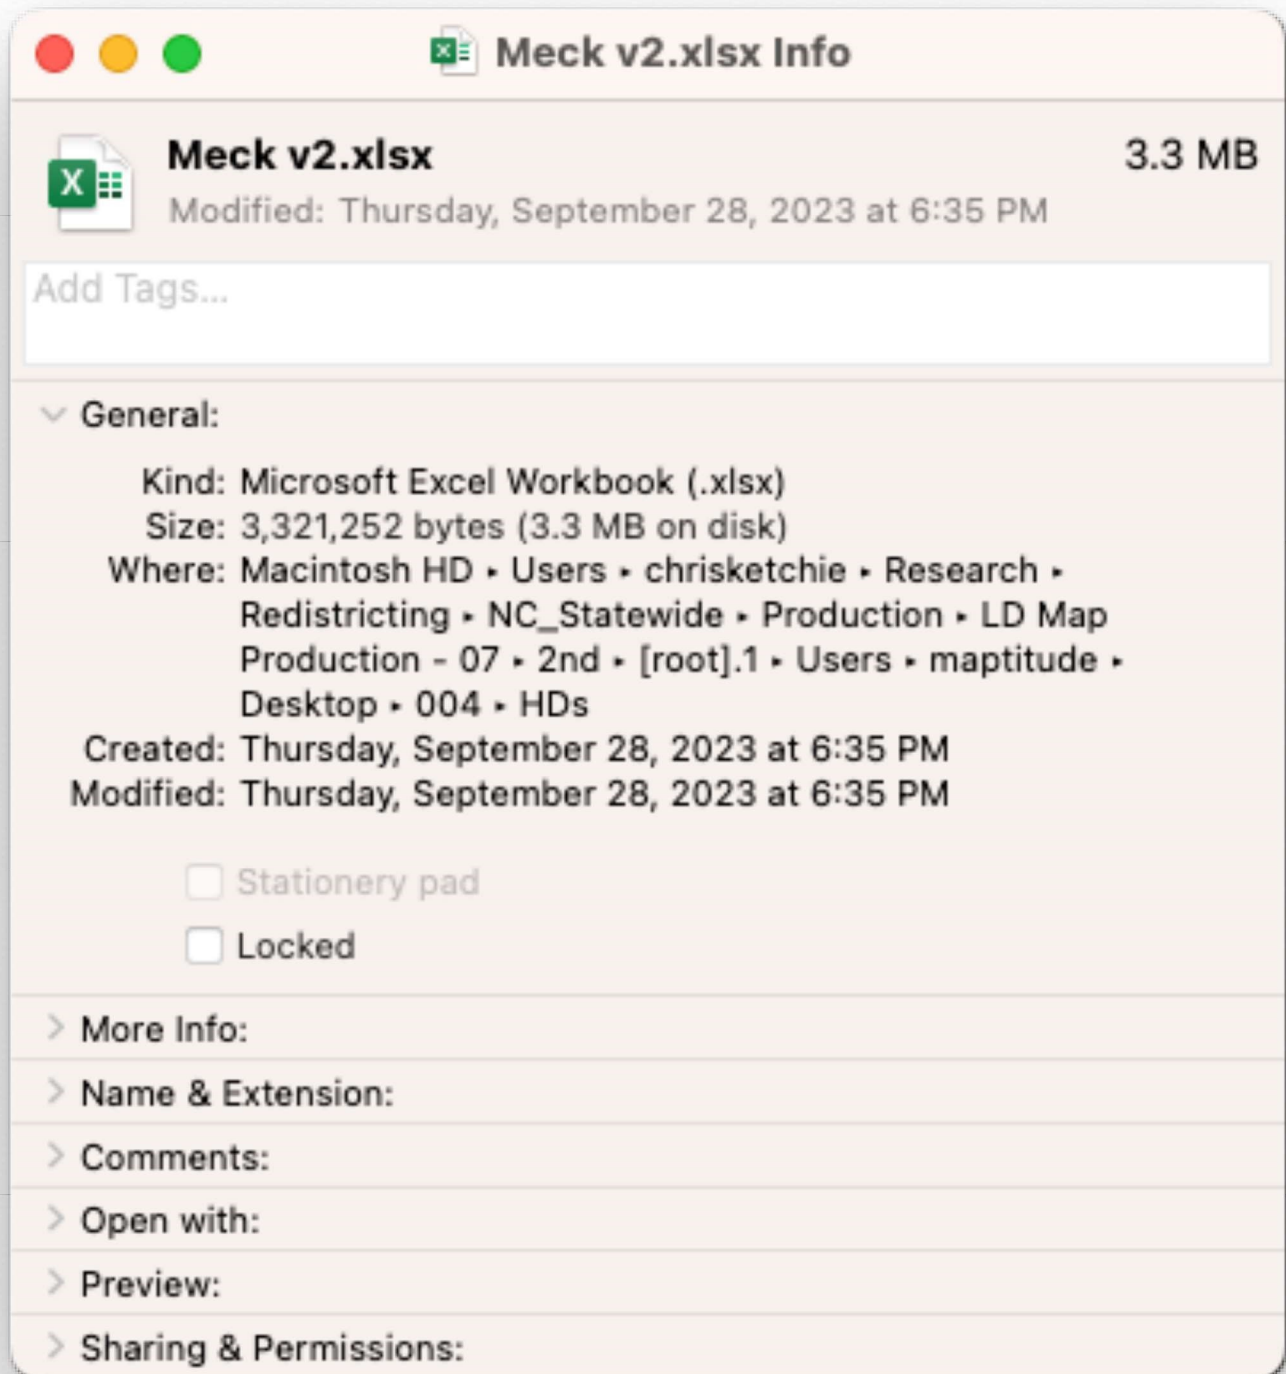 Meck v2.xlsx Info
Meck v2.xlsx 3.3 MB
Modified: Thursday, September 28, 2023 at 6:35 PM
Add Tags...
General:
Kind: Microsoft Excel Workbook (.xlsx)
Size: 3,321,252 bytes (3.3 MB on disk)
Where: Macintosh HD ▸ Users ▸ chrisketchie ▸ Research ▸
Redistricting ▸ NC_Statewide ▸ Production ▸ LD Map
Production - 07 ▸ 2nd ▸ [root].1 ▸ Users ▸ maptitude ▸
Desktop ▸ 004 ▸ HDs
Created: Thursday, September 28, 2023 at 6:35 PM
Modified: Thursday, September 28, 2023 at 6:35 PM
Stationery pad
Locked
More Info:
Name & Extension:
Comments:
Open with:
Preview:
Sharing & Permissions: